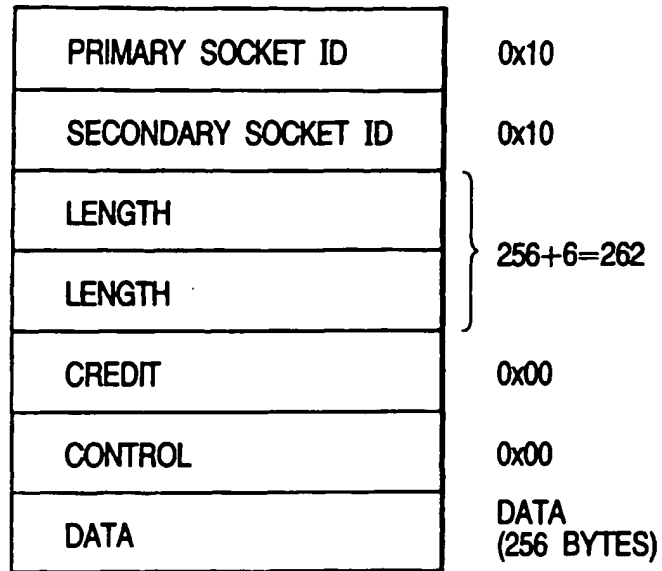 PRIMARY SOCKET ID 0x10
SECONDARY SOCKET ID 0x10
LENGTH
256+6=262
LENGTH
CREDIT 0x00
CONTROL 0x00
DATA DATA
(256 BYTES)